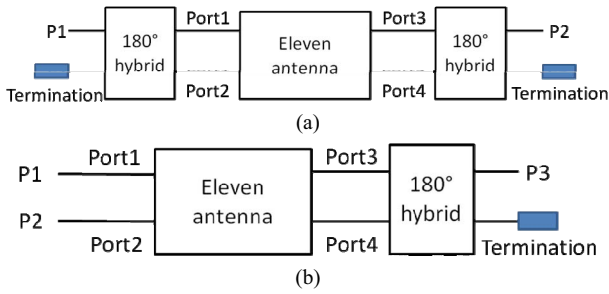 P1
180°
hybrid
Port1
Eleven
antenna
Port3
180°
hybrid
P2
Termination
Port2
Port4
Termination
(a)
P1
Port1
Eleven
antenna
Port3
180°
hybrid
P3
P2
Port2
Port4
Termination
(b)